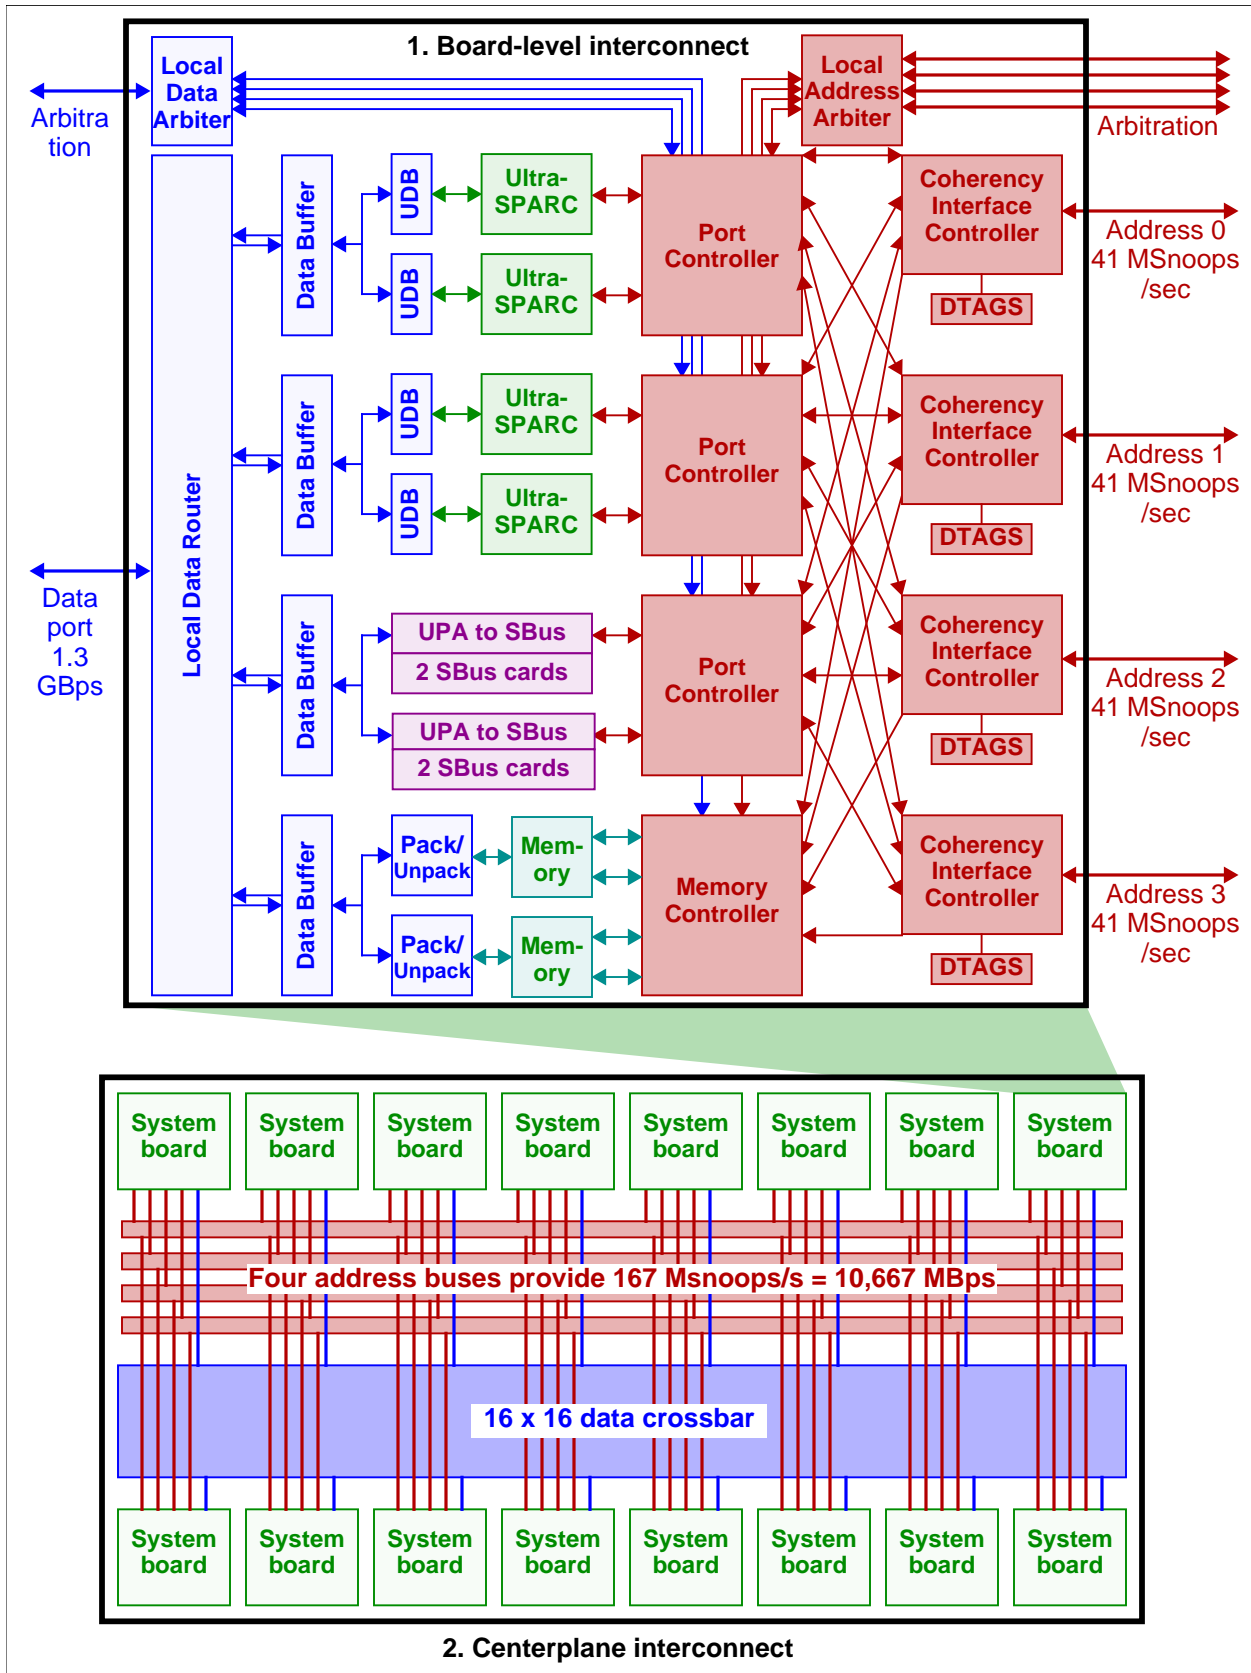 1. Board-level interconnect
Local
Data
Arbiter
Local
Address
Arbiter
Arbitra
tion
Arbitration
Local Data Router
Data Buffer
UDB
Ultra-
SPARC
UDB
Ultra-
SPARC
Port
Controller
Coherency
Interface
Controller
DTAGS
Address 0
41 MSnoops
/sec
Data Buffer
UDB
Ultra-
SPARC
UDB
Ultra-
SPARC
Port
Controller
Coherency
Interface
Controller
DTAGS
Address 1
41 MSnoops
/sec
Data
port
1.3
GBps
Data Buffer
UPA to SBus
2 SBus cards
UPA to SBus
2 SBus cards
Port
Controller
Coherency
Interface
Controller
DTAGS
Address 2
41 MSnoops
/sec
Data Buffer
Pack/
Unpack
Mem-
ory
Pack/
Unpack
Mem-
ory
Memory
Controller
Coherency
Interface
Controller
DTAGS
Address 3
41 MSnoops
/sec
System
board
System
board
System
board
System
board
System
board
System
board
System
board
System
board
Four address buses provide 167 Msnoops/s = 10,667 MBps
16 x 16 data crossbar
System
board
System
board
System
board
System
board
System
board
System
board
System
board
System
board
2. Centerplane interconnect